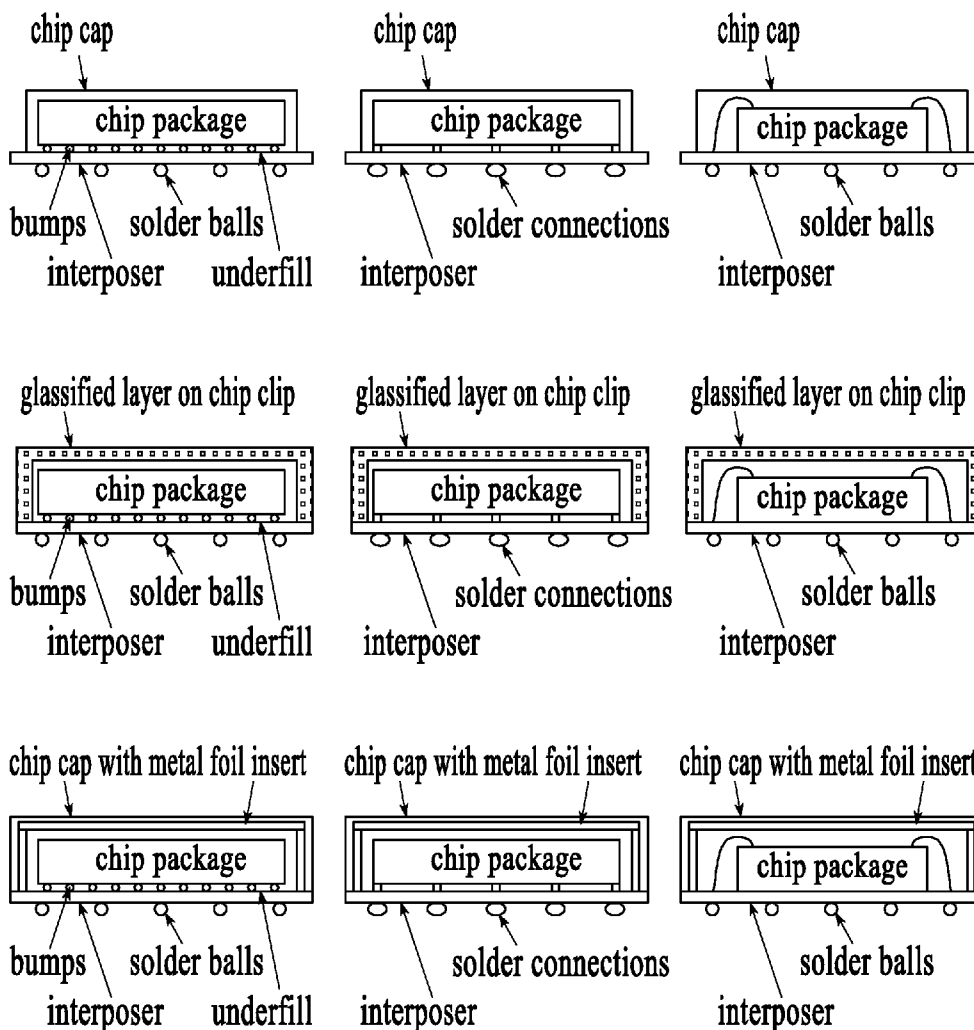 chip cap
chip cap
chip cap
chip package
chip package
chip package
bumps
solder balls
solder connections
solder balls
interposer
underfill
interposer
interposer
glassified layer on chip clip
glassified layer on chip clip
glassified layer on chip clip
chip package
chip package
chip package
bumps
solder balls
solder connections
solder balls
interposer
underfill
interposer
interposer
chip cap with metal foil insert
chip cap with metal foil insert
chip cap with metal foil insert
chip package
chip package
chip package
bumps
solder balls
solder connections
solder balls
interposer
underfill
interposer
interposer